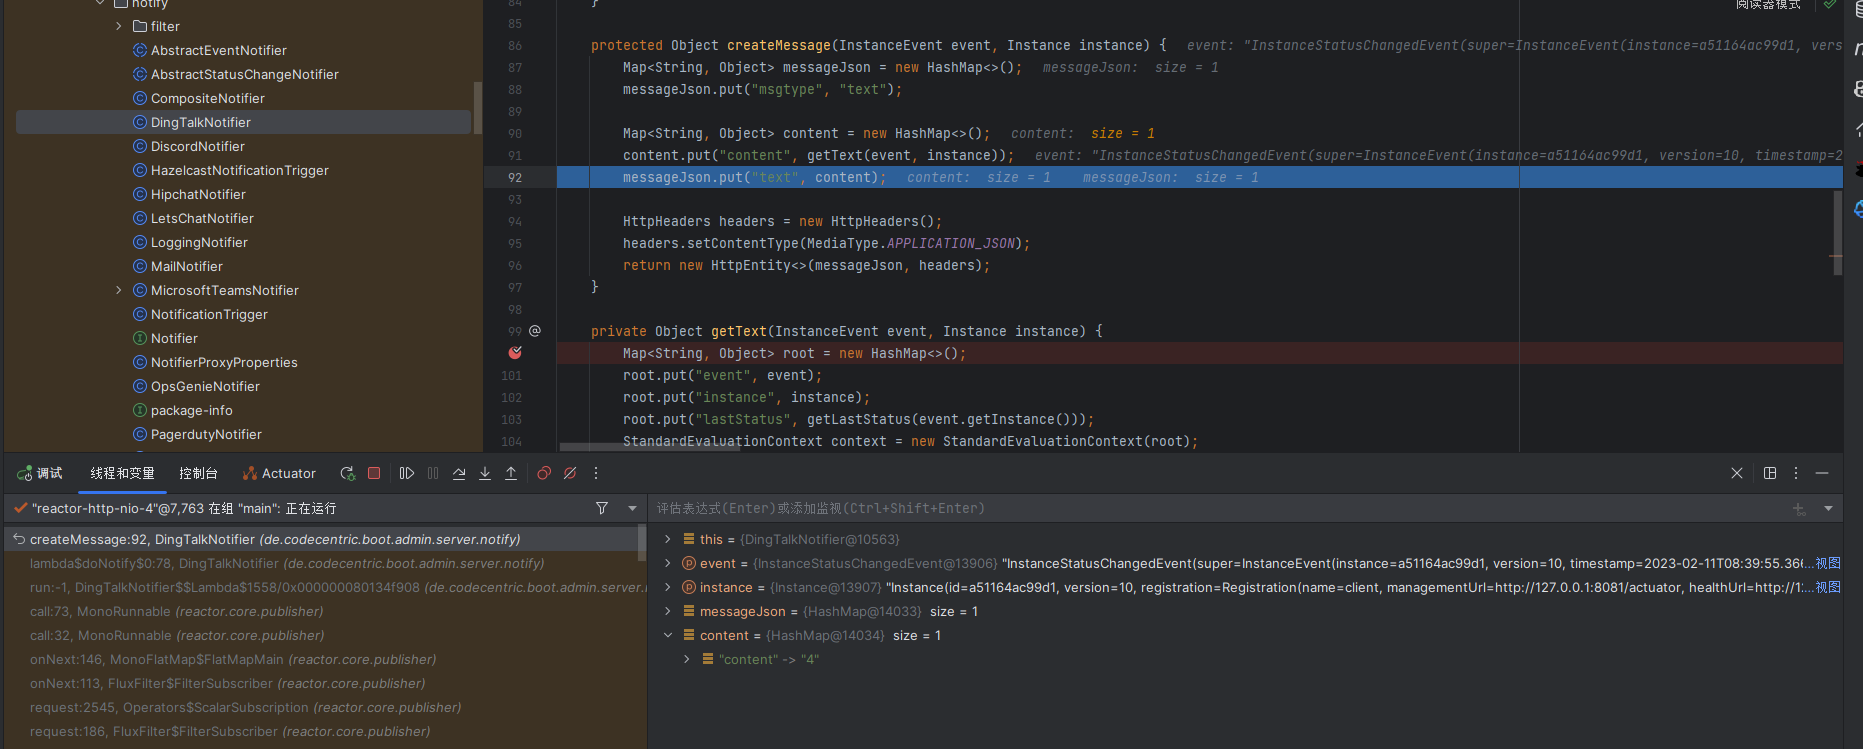 notify
filter
AbstractEventNotifier
AbstractStatusChangeNotifier
CompositeNotifier
DingTalkNotifier
DiscordNotifier
HazelcastNotificationTrigger
HipchatNotifier
LetsChatNotifier
LoggingNotifier
MailNotifier
MicrosoftTeamsNotifier
NotificationTrigger
Notifier
NotifierProxyProperties
OpsGenieNotifier
package-info
PagerdutyNotifier
阅读器模式
84 }
85
86 protected Object createMessage(InstanceEvent event, Instance instance) { event: "InstanceStatusChangedEvent(super=InstanceEvent(instance=a51164ac99d1, vers
87 Map<String, Object> messageJson = new HashMap<>(); messageJson: size = 1
88 messageJson.put("msgtype", "text");
89
90 Map<String, Object> content = new HashMap<>(); content: size = 1
91 content.put("content", getText(event, instance)); event: "InstanceStatusChangedEvent(super=InstanceEvent(instance=a51164ac99d1, version=10, timestamp=2
92 messageJson.put("text", content); content: size = 1 messageJson: size = 1
93
94 HttpHeaders headers = new HttpHeaders();
95 headers.setContentType(MediaType.APPLICATION_JSON);
96 return new HttpEntity<>(messageJson, headers);
97 }
98
99 @ private Object getText(InstanceEvent event, Instance instance) {
Map<String, Object> root = new HashMap<>();
101 root.put("event", event);
102 root.put("instance", instance);
103 root.put("lastStatus", getLastStatus(event.getInstance()));
104 StandardEvaluationContext context = new StandardEvaluationContext(root);
调试 线程和变量 控制台 Actuator
"reactor-http-nio-4"@7,763 在组 "main": 正在运行
createMessage:92, DingTalkNotifier (de.codecentric.boot.admin.server.notify)
lambda$doNotify$0:78, DingTalkNotifier (de.codecentric.boot.admin.server.notify)
run:-1, DingTalkNotifier$$Lambda$1558/0x000000080134f908 (de.codecentric.boot.admin.server.
call:73, MonoRunnable (reactor.core.publisher)
call:32, MonoRunnable (reactor.core.publisher)
onNext:146, MonoFlatMap$FlatMapMain (reactor.core.publisher)
onNext:113, FluxFilter$FilterSubscriber (reactor.core.publisher)
request:2545, Operators$ScalarSubscription (reactor.core.publisher)
request:186, FluxFilter$FilterSubscriber (reactor.core.publisher)
评估表达式(Enter)或添加监视(Ctrl+Shift+Enter)
this = {DingTalkNotifier@10563}
event = {InstanceStatusChangedEvent@13906} "InstanceStatusChangedEvent(super=InstanceEvent(instance=a51164ac99d1, version=10, timestamp=2023-02-11T08:39:55.366... 视图
instance = {Instance@13907} "Instance(id=a51164ac99d1, version=10, registration=Registration(name=client, managementUrl=http://127.0.0.1:8081/actuator, healthUrl=http://12... 视图
messageJson = {HashMap@14033} size = 1
content = {HashMap@14034} size = 1
"content" -> "4"